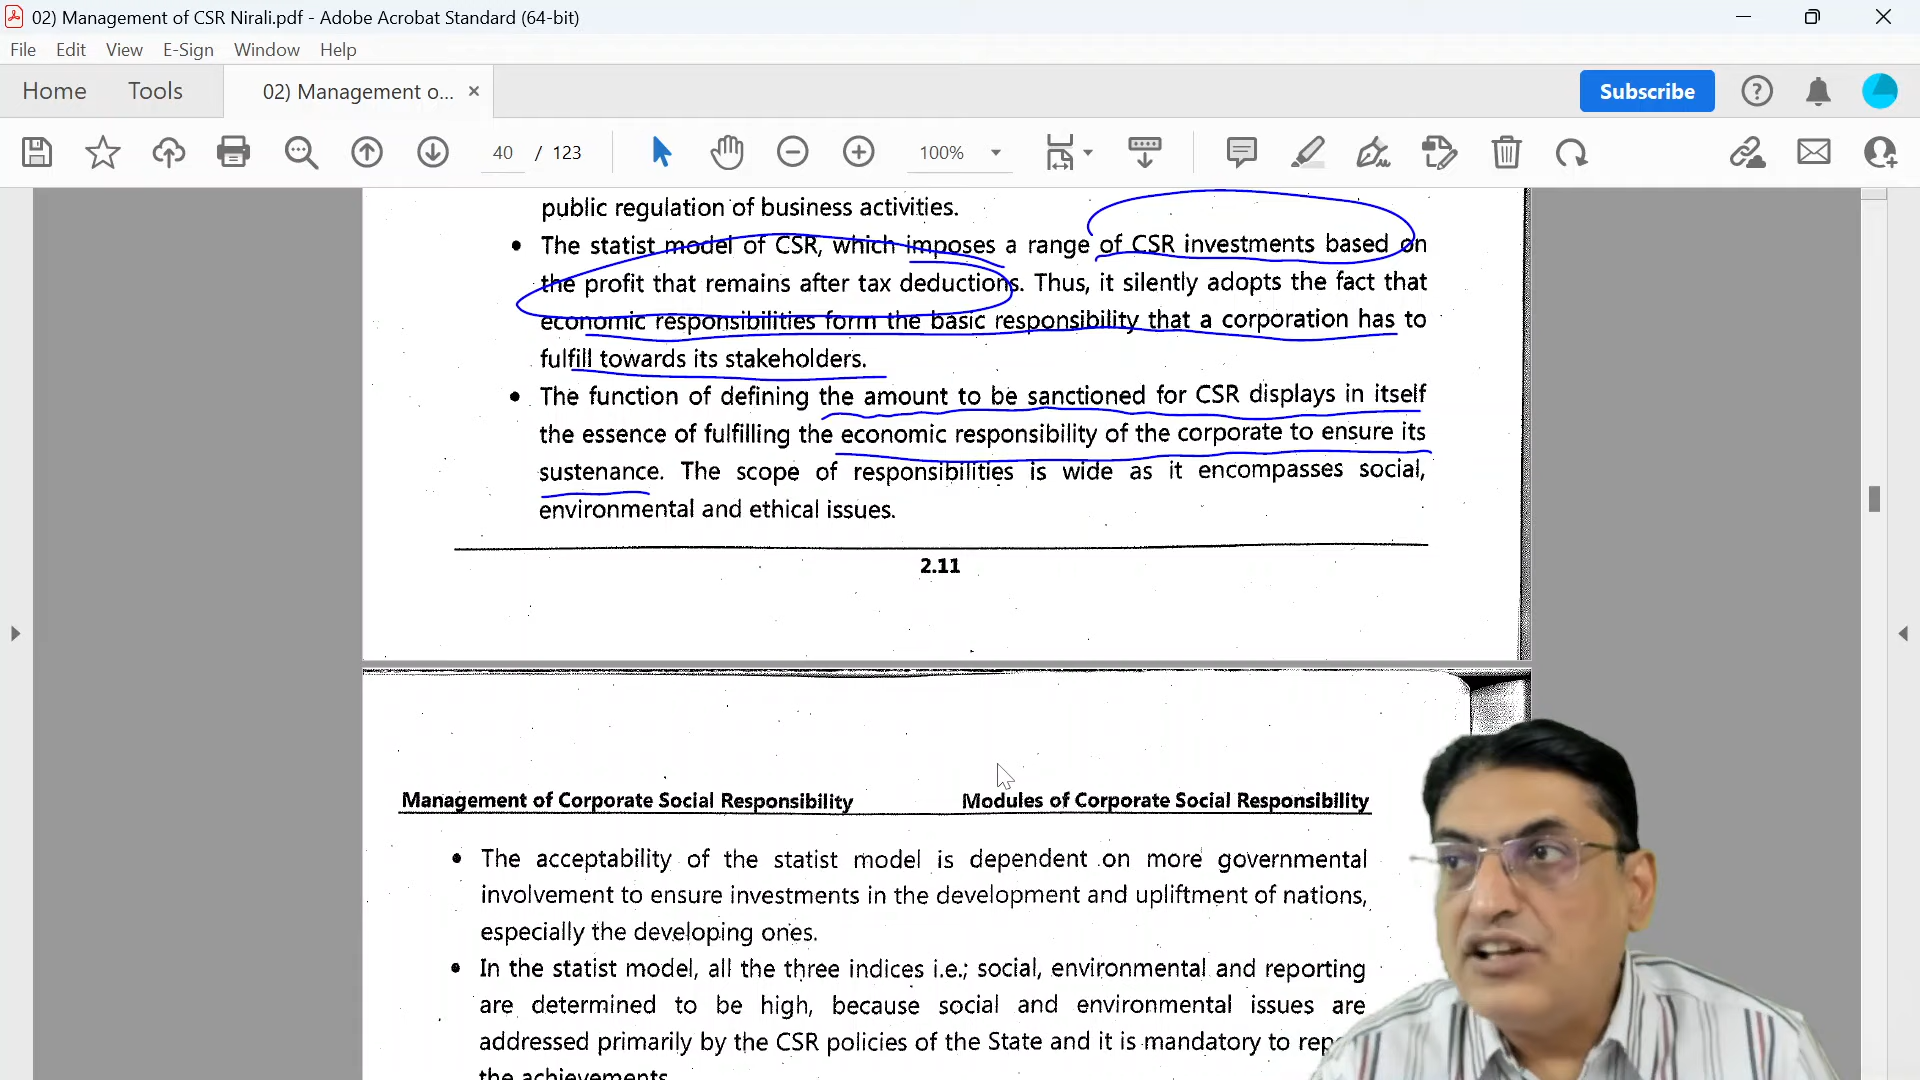 02) Management of CSR Nirali.pdf - Adobe Acrobat Standard (64-bit)
File Edit View E-Sign Window Help
Home Tools 02) Management o... × Subscribe
40 / 123 100%
public regulation of business activities.
• The statist model of CSR, which imposes a range of CSR investments based on
the profit that remains after tax deductions. Thus, it silently adopts the fact that
economic responsibilities form the basic responsibility that a corporation has to
fulfill towards its stakeholders.
• The function of defining the amount to be sanctioned for CSR displays in itself
the essence of fulfilling the economic responsibility of the corporate to ensure its
sustenance. The scope of responsibilities is wide as it encompasses social,
environmental and ethical issues.
2.11
Management of Corporate Social Responsibility Modules of Corporate Social Responsibility
• The acceptability of the statist model is dependent on more governmental
involvement to ensure investments in the development and upliftment of nations,
especially the developing ones.
• In the statist model, all the three indices i.e.; social, environmental and reporting
are determined to be high, because social and environmental issues are
addressed primarily by the CSR policies of the State and it is mandatory to
the achievements.